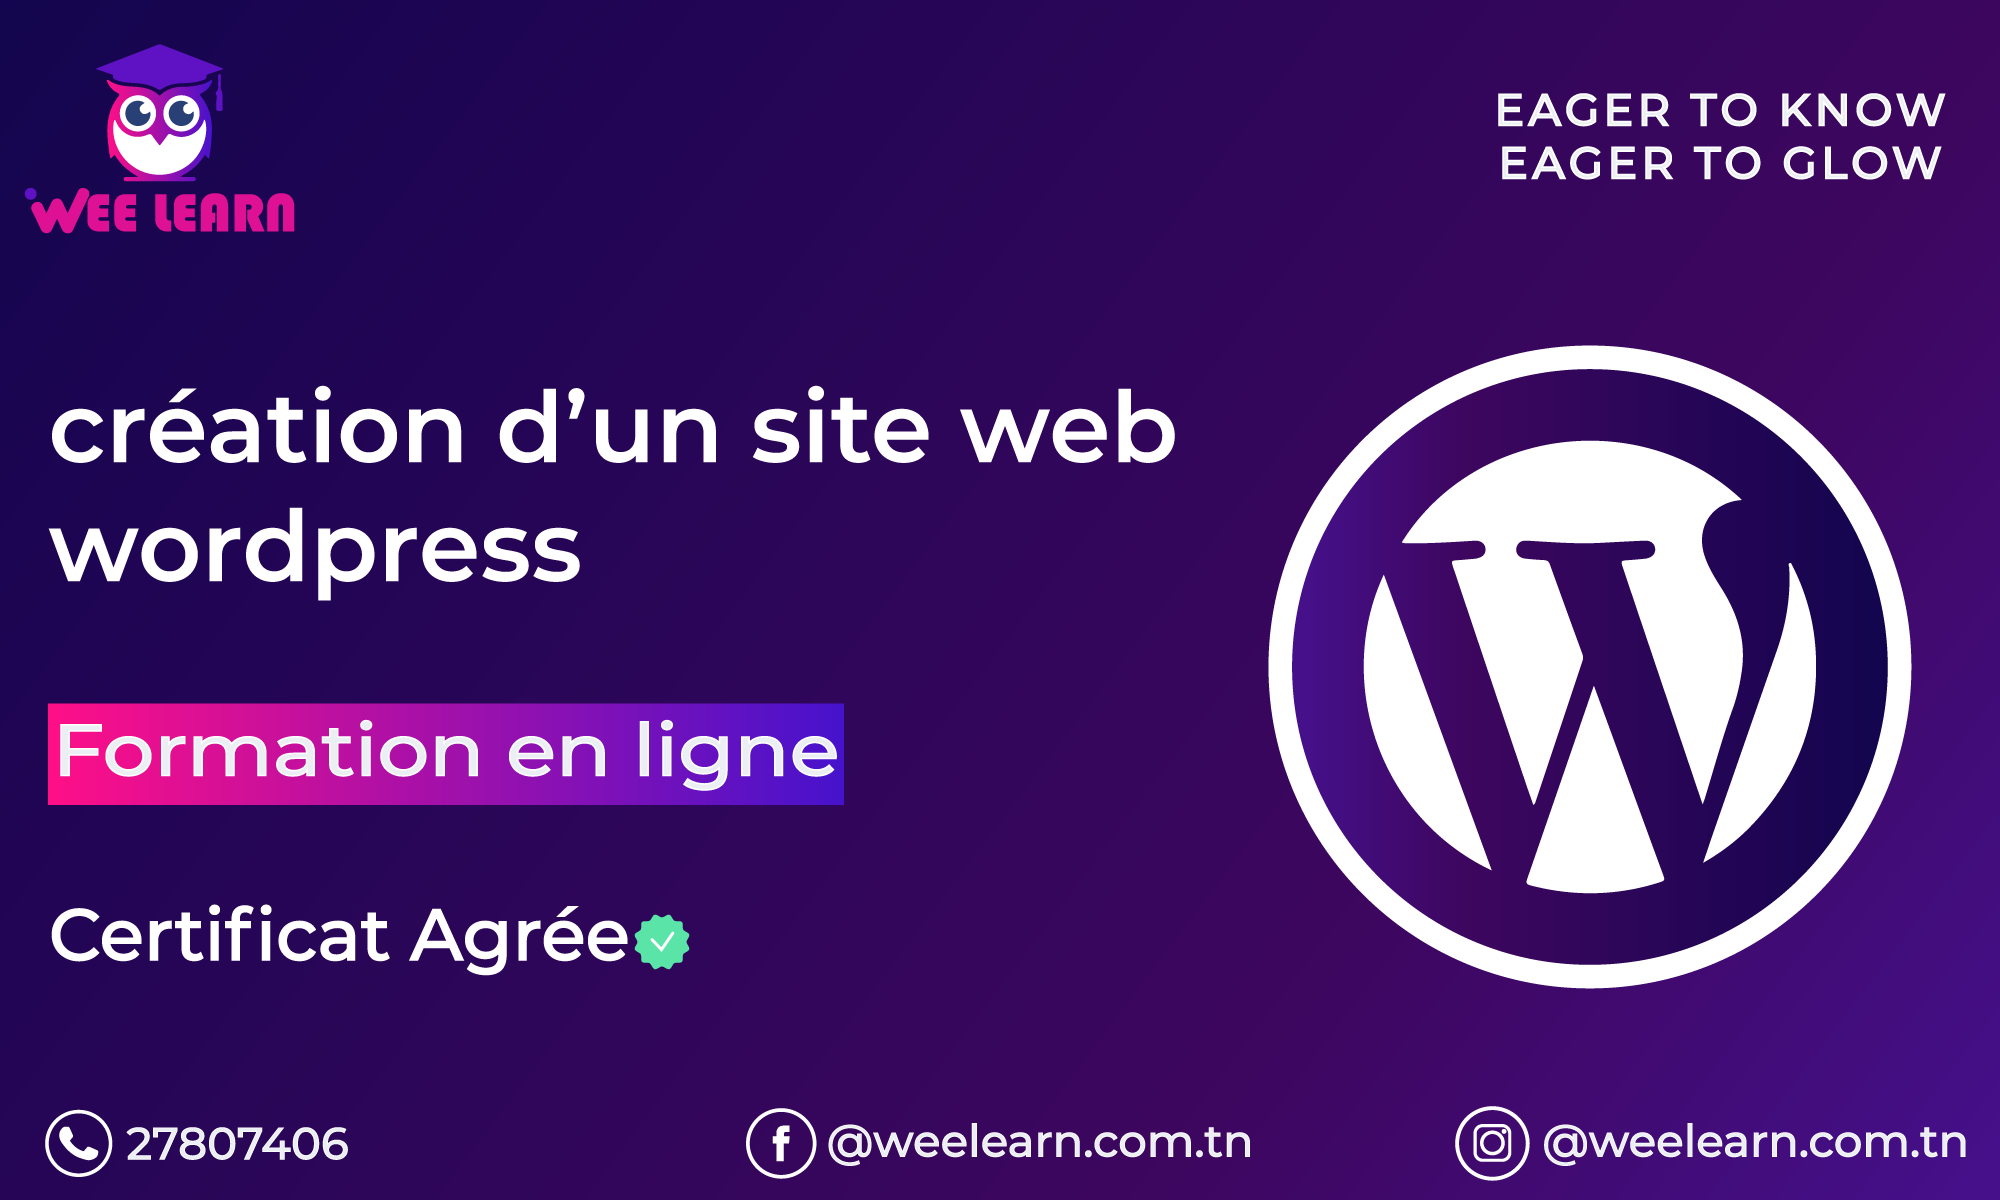 WEE LEARN
EAGER TO KNOW
EAGER TO GLOW
création d’un site web
wordpress
Formation en ligne
Certificat Agrée
27807406
@weelearn.com.tn
@weelearn.com.tn